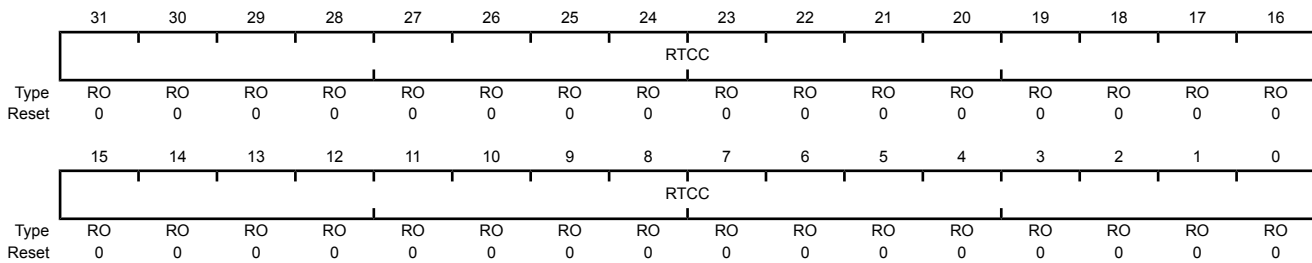 31 30 29 28 27 26 25 24 23 22 21 20 19 18 17 16
RTCC
Type RO RO RO RO RO RO RO RO RO RO RO RO RO RO RO RO
Reset 0 0 0 0 0 0 0 0 0 0 0 0 0 0 0 0
15 14 13 12 11 10 9 8 7 6 5 4 3 2 1 0
RTCC
Type RO RO RO RO RO RO RO RO RO RO RO RO RO RO RO RO
Reset 0 0 0 0 0 0 0 0 0 0 0 0 0 0 0 0